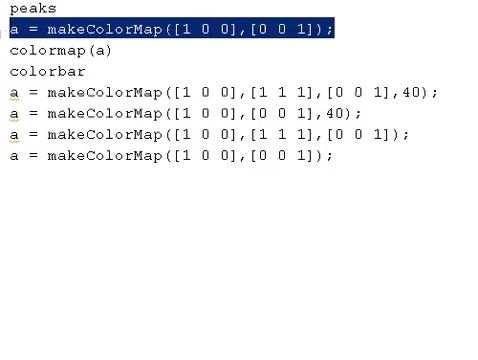 peaks
a = makeColorMap([1 0 0],[0 0 1]);
colormap(a)
colorbar
a = makeColorMap([1 0 0],[1 1 1],[0 0 1],40);
a = makeColorMap([1 0 0],[0 0 1],40);
a = makeColorMap([1 0 0],[1 1 1],[0 0 1]);
a = makeColorMap([1 0 0],[0 0 1]);